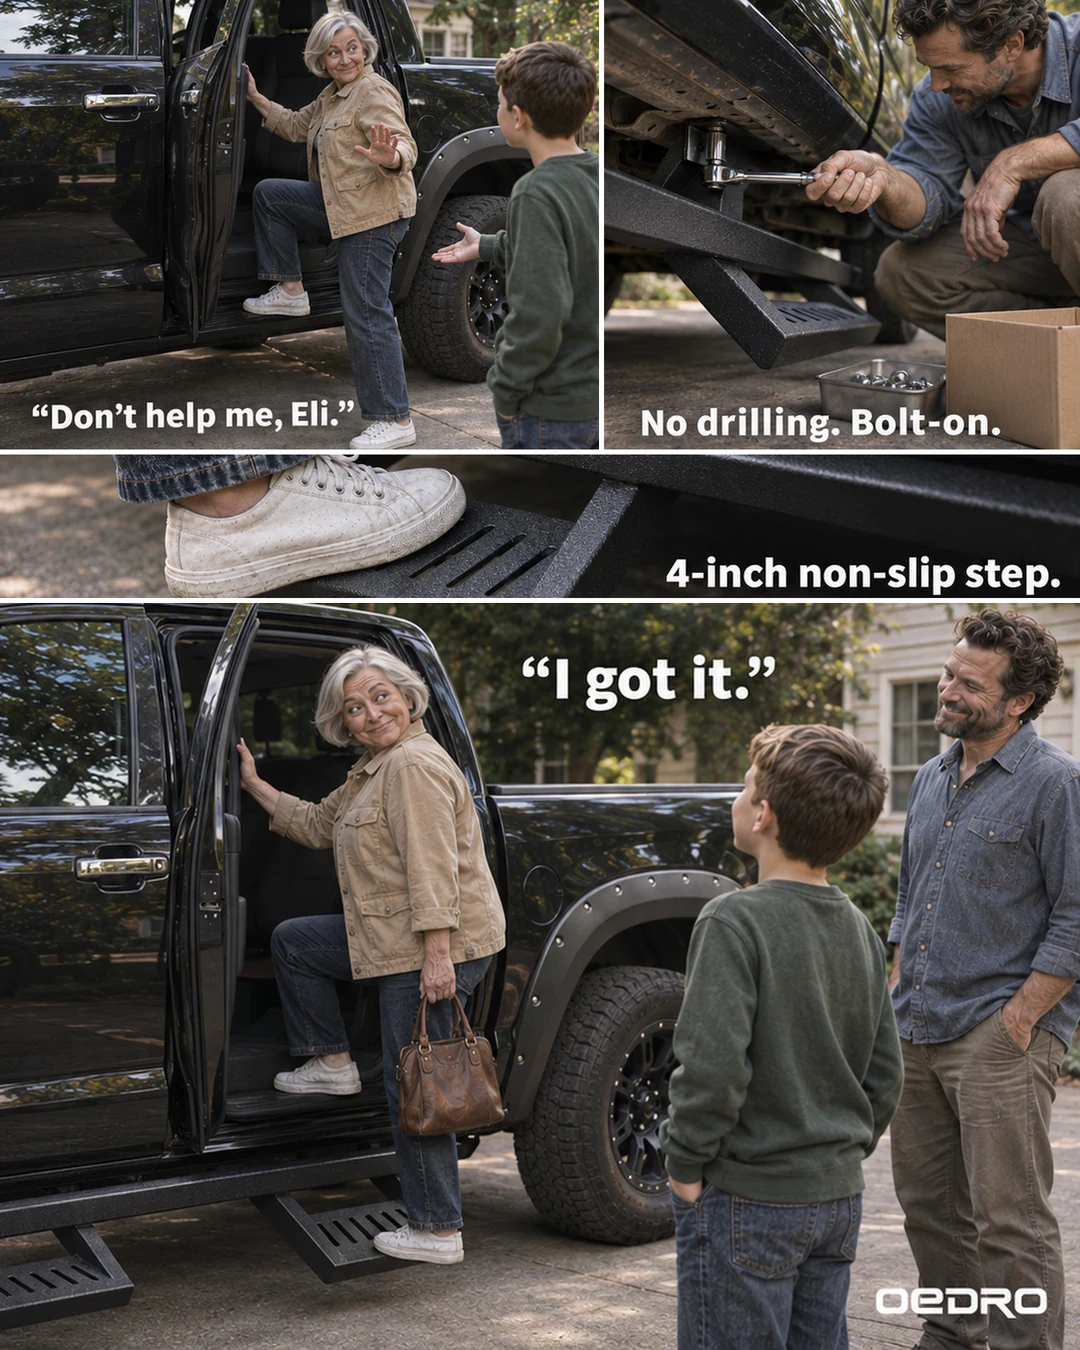 “Don’t help me, Eli.”
No drilling. Bolt-on.
4-inch non-slip step.
“I got it.”
OEDRO